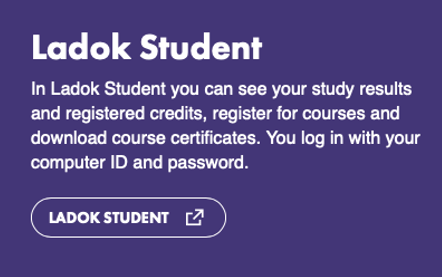 Ladok Student
In Ladok Student you can see your study results
and registered credits, register for courses and
download course certificates. You log in with your
computer ID and password.
LADOK STUDENT